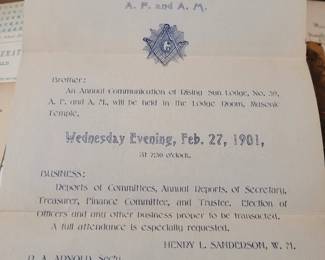 A. F. and A. M.
Brother:
An Annual Communication of Rising Sun Lodge, No. 39,
A. F. and A. M., will be held in the Lodge Room, Masonic
Temple,
Wednesday Evening, Feb. 27, 1901,
at 7:30 o'clock.
BUSINESS:
Reports of Committees, Annual Reports, of Secretary,
Treasurer, Finance Committee, and Trustee. Election of
Officers and any other business proper to be transacted.
A full attendance is especially requested.
HENRY L. SANDERSON, W. M.
ARNOLD, Sec'y.